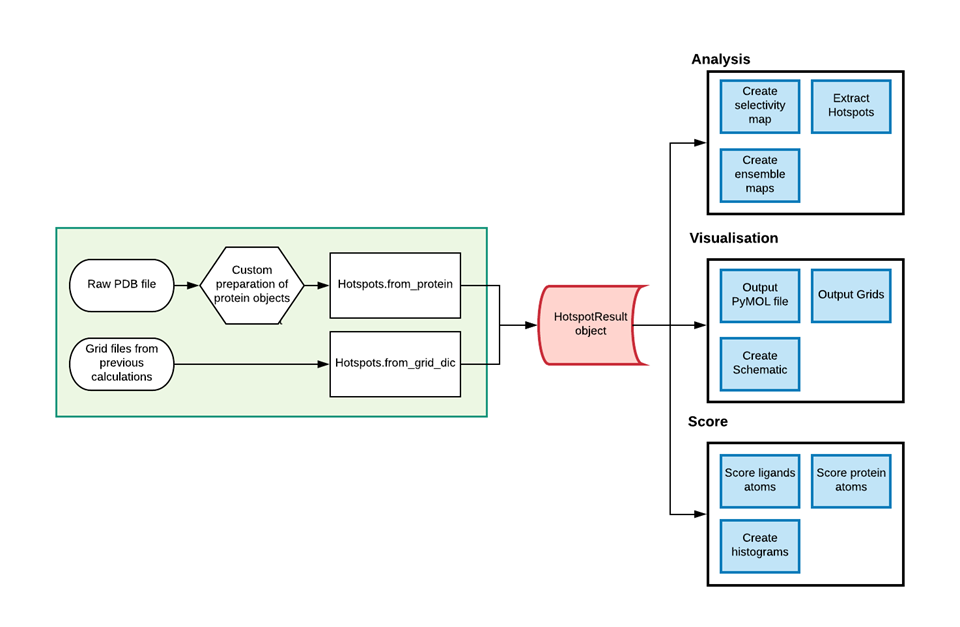 Raw PDB file
Custom
preparation of
protein objects
Hotspots.from_protein
Grid files from
previous
calculations
Hotspots.from_grid_dic
HotspotResult
object
Analysis
Create
selectivity
map
Extract
Hotspots
Create
ensemble
maps
Visualisation
Output
PyMOL file
Output Grids
Create
Schematic
Score
Score ligands
atoms
Score protein
atoms
Create
histograms